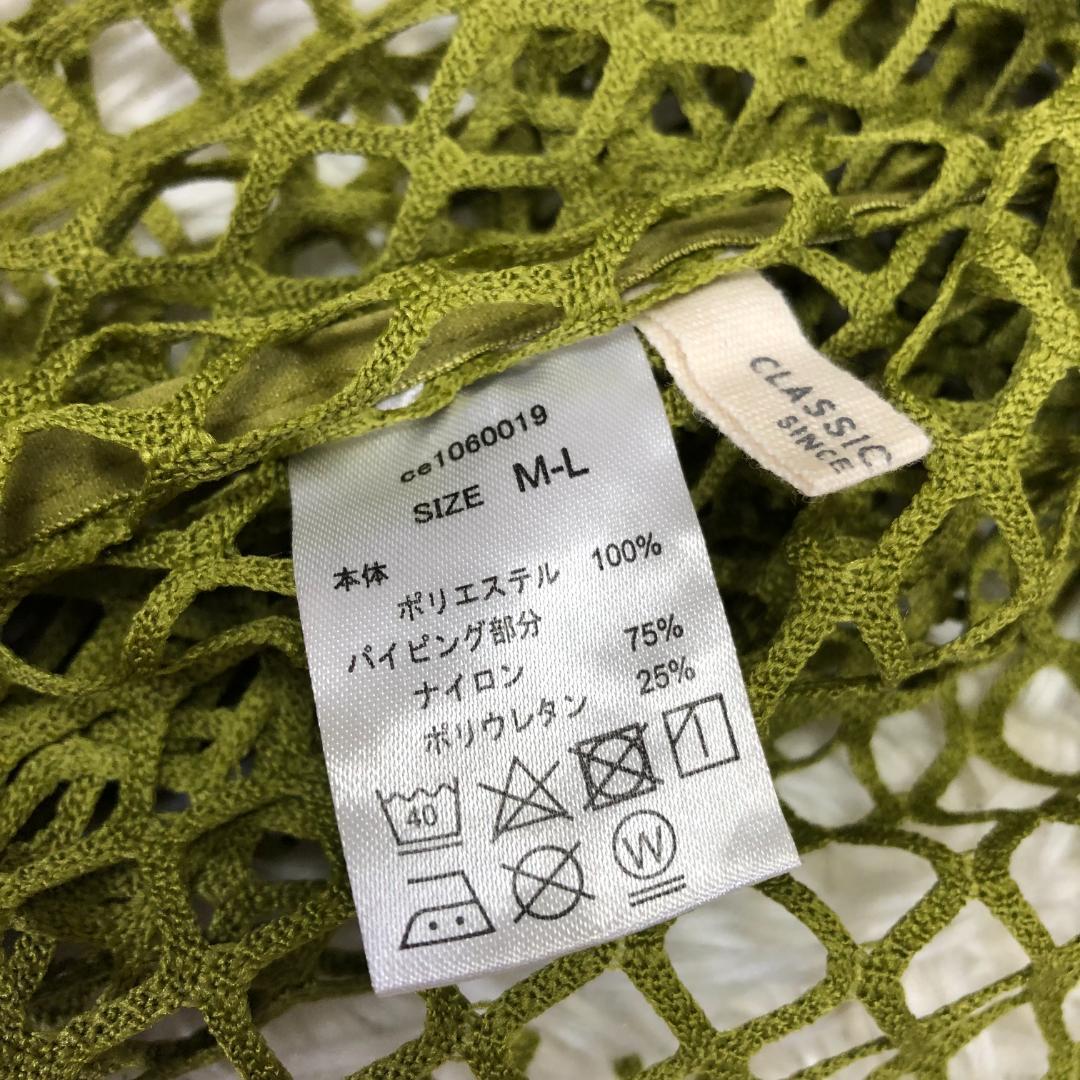 ce1060019
SIZE M-L
本体
ポリエステル 100%
パイピング部分
ナイロン 75%
ポリウレタン 25%
40
W
CLASSIC
SINCE